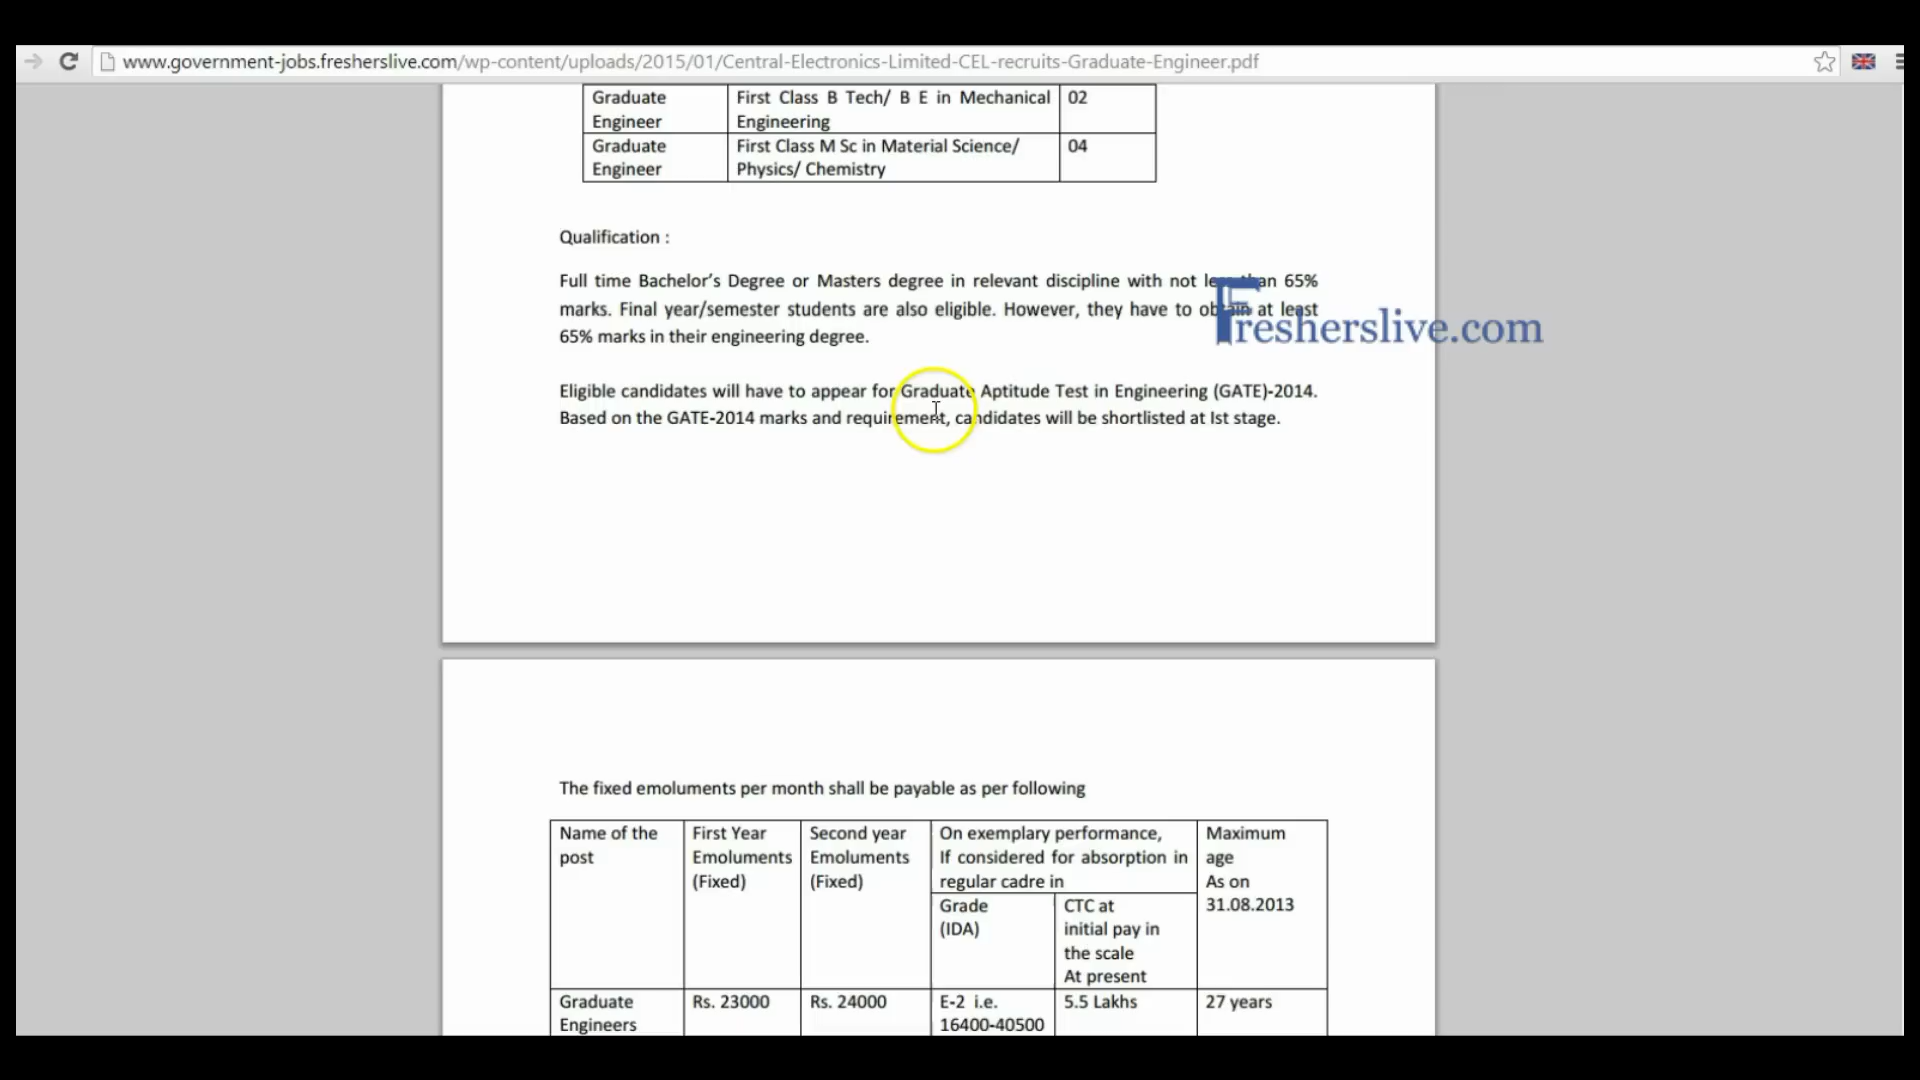 www.government-jobs.fresherslive.com/wp-content/uploads/2015/01/Central-Electronics-Limited-CEL-recruits-Graduate-Engineer.pdf
Graduate Engineer First Class B Tech/ B E in Mechanical Engineering 02
Graduate Engineer First Class M Sc in Material Science/ Physics/ Chemistry 04
Qualification :
Full time Bachelor's Degree or Masters degree in relevant discipline with not less than 65%
marks. Final year/semester students are also eligible. However, they have to obtain at least
65% marks in their engineering degree.
Fresherslive.com
Eligible candidates will have to appear for Graduate Aptitude Test in Engineering (GATE)-2014.
Based on the GATE-2014 marks and requirement, candidates will be shortlisted at Ist stage.
The fixed emoluments per month shall be payable as per following
Name of the post
First Year Emoluments (Fixed)
Second year Emoluments (Fixed)
On exemplary performance,
If considered for absorption in
regular cadre in
Grade (IDA)
CTC at initial pay in the scale At present
Maximum age As on 31.08.2013
Graduate Engineers
Rs. 23000
Rs. 24000
E-2 i.e. 16400-40500
5.5 Lakhs
27 years